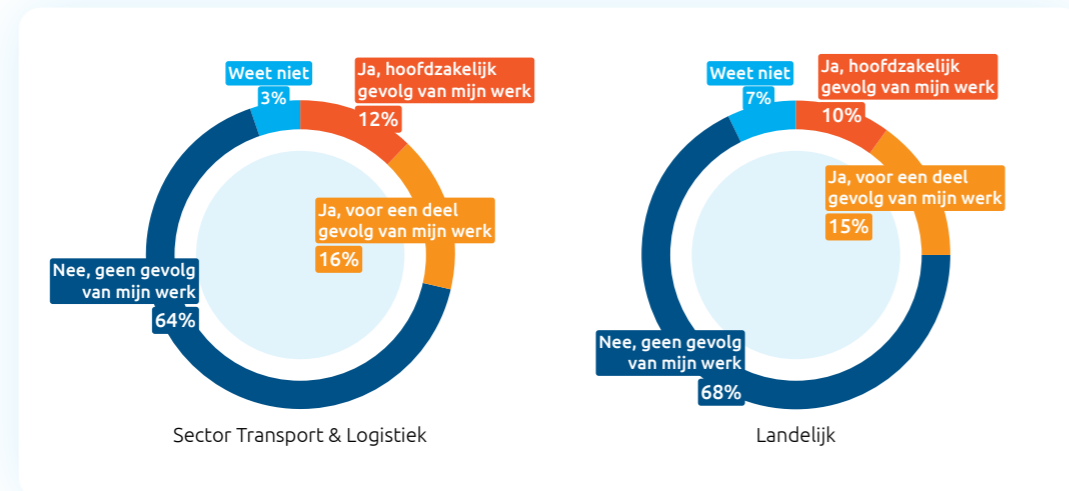 Weet niet
3%
Ja, hoofdzakelijk
gevolg van mijn werk
12%
Ja, voor een deel
gevolg van mijn werk
16%
Nee, geen gevolg
van mijn werk
64%
Sector Transport & Logistiek
Weet niet
7%
Ja, hoofdzakelijk
gevolg van mijn werk
10%
Ja, voor een deel
gevolg van mijn werk
15%
Nee, geen gevolg
van mijn werk
68%
Landelijk